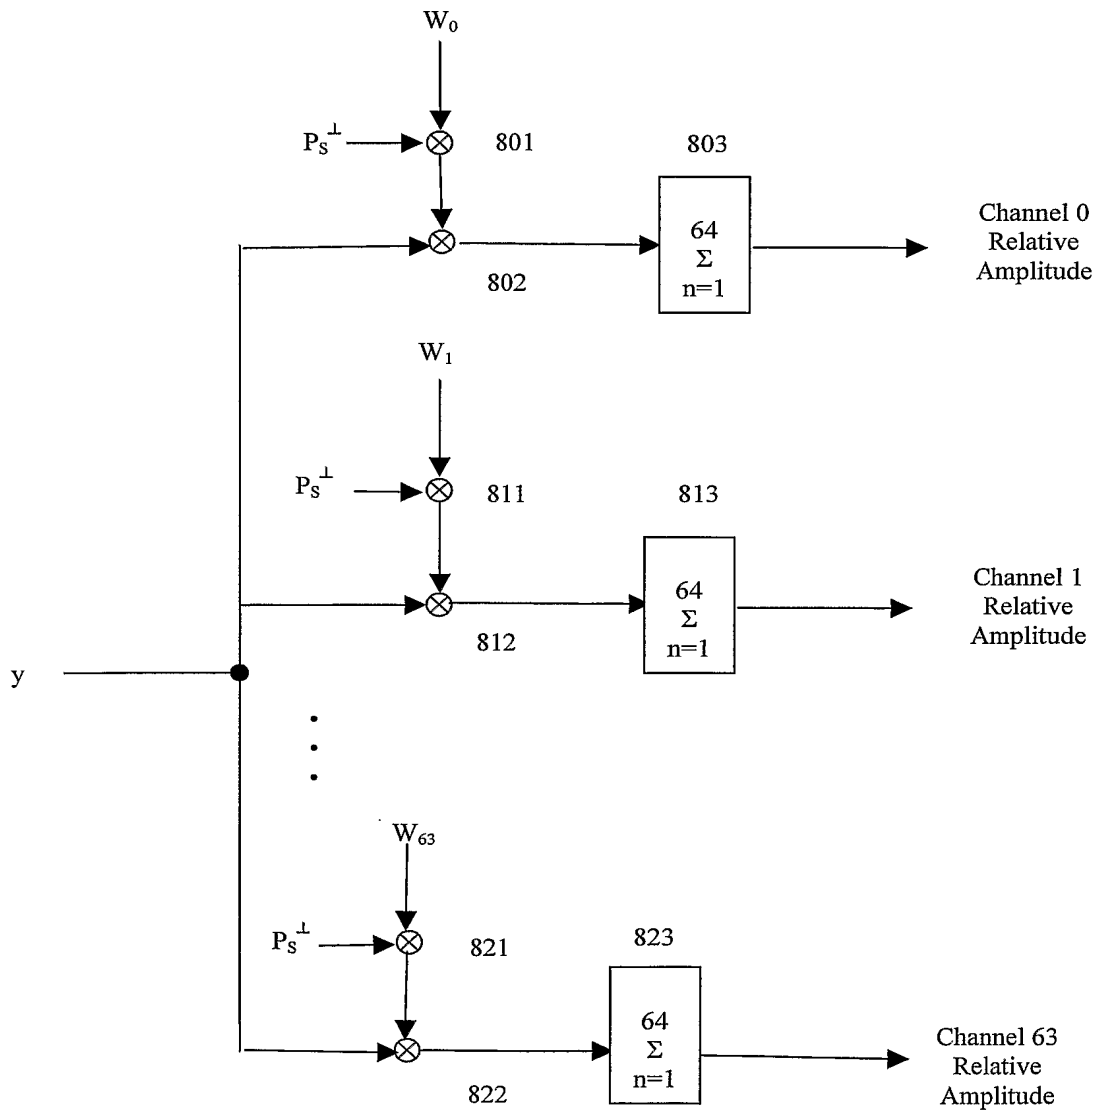 W₀
Pₛ⊥ 801 803
64
Σ
n=1
Channel 0
Relative
Amplitude
802
W₁
Pₛ⊥ 811 813
64
Σ
n=1
Channel 1
Relative
Amplitude
812
y
W₆₃
Pₛ⊥ 821 823
64
Σ
n=1
Channel 63
Relative
Amplitude
822